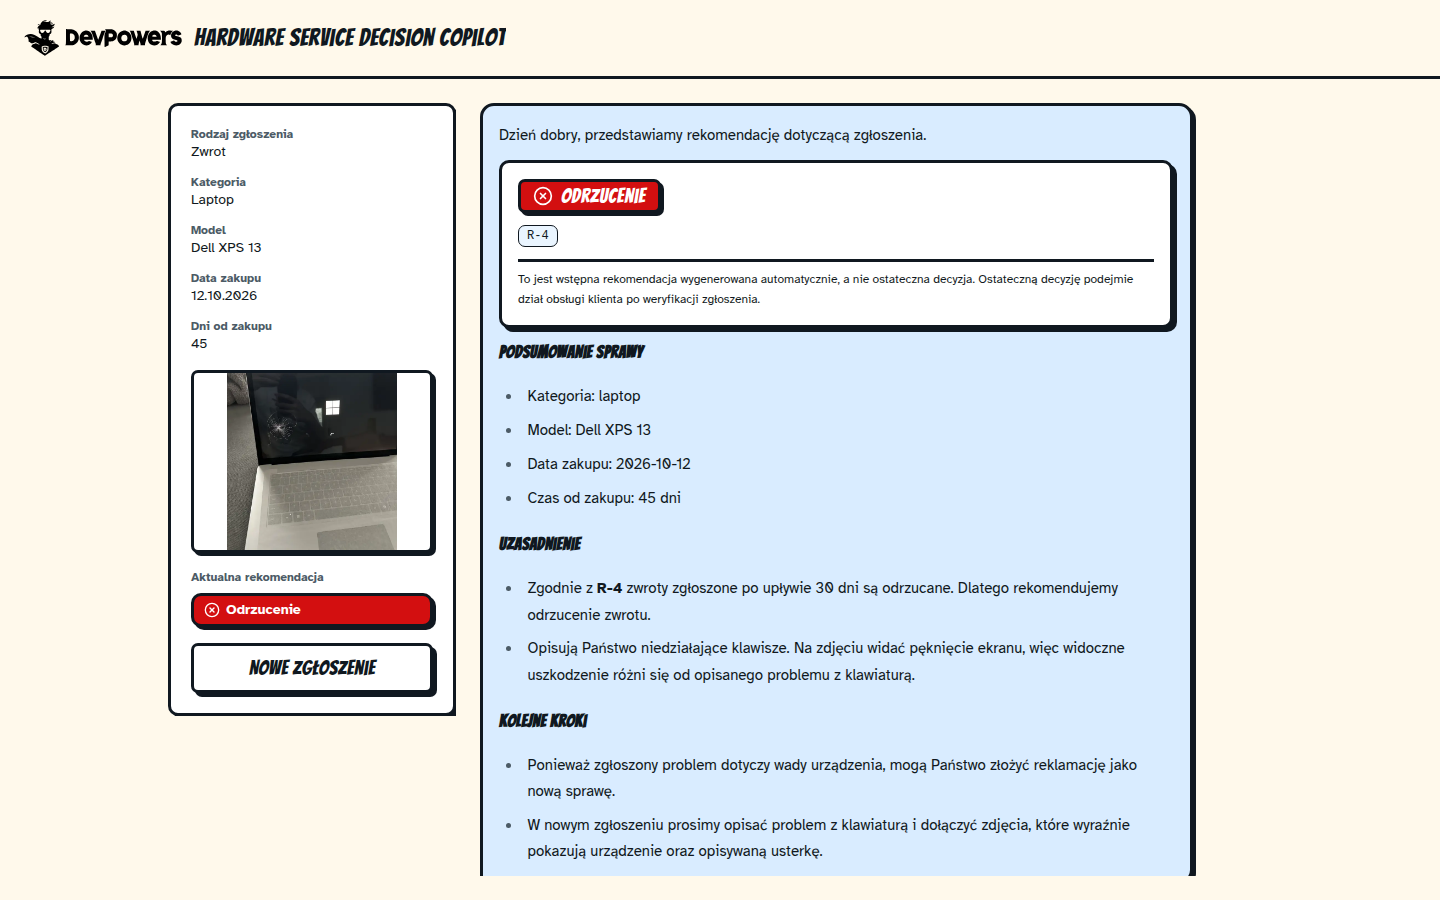 DevPowers HARDWARE SERVICE DECISION COPILOT
Rodzaj zgłoszenia
Zwrot
Kategoria
Laptop
Model
Dell XPS 13
Data zakupu
12.10.2026
Dni od zakupu
45
Aktualna rekomendacja
Odrzucenie
NOWE ZGŁOSZENIE
Dzień dobry, przedstawiamy rekomendację dotyczącą zgłoszenia.
ODRZUCENIE
R-4
To jest wstępna rekomendacja wygenerowana automatycznie, a nie ostateczna decyzja. Ostateczną decyzję podejmie
dział obsługi klienta po weryfikacji zgłoszenia.
PODSUMOWANIE SPRAWY
Kategoria: laptop
Model: Dell XPS 13
Data zakupu: 2026-10-12
Czas od zakupu: 45 dni
UZASADNIENIE
Zgodnie z R-4 zwroty zgłoszone po upływie 30 dni są odrzucane. Dlatego rekomendujemy
odrzucenie zwrotu.
Opisują Państwo niedziałające klawisze. Na zdjęciu widać pęknięcie ekranu, więc widoczne
uszkodzenie różni się od opisanego problemu z klawiaturą.
KOLEJNE KROKI
Ponieważ zgłoszony problem dotyczy wady urządzenia, mogą Państwo złożyć reklamację jako
nową sprawę.
W nowym zgłoszeniu prosimy opisać problem z klawiaturą i dołączyć zdjęcia, które wyraźnie
pokazują urządzenie oraz opisywaną usterkę.